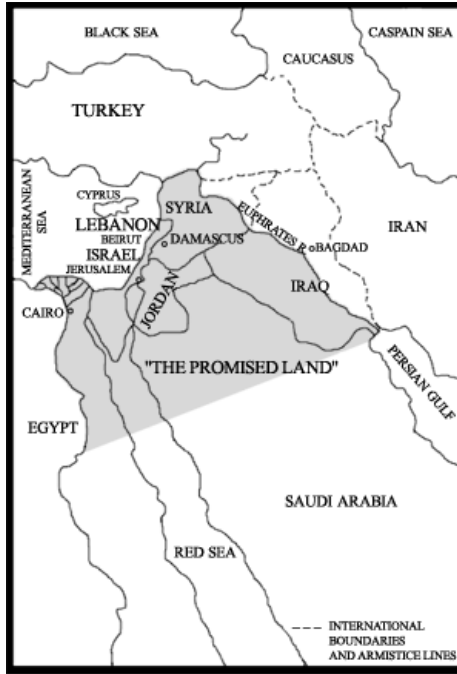 BLACK SEA
CASPAIN SEA
CAUCASUS
TURKEY
MEDITERRANEAN
SEA
CYPRUS
SYRIA
LEBANON
BEIRUT
ISRAEL
JERUSALEM
DAMASCUS
EUPHRATES R.
BAGDAD
IRAN
IRAQ
JORDAN
CAIRO
"THE PROMISED LAND"
PERSIAN GULF
EGYPT
SAUDI ARABIA
RED SEA
INTERNATIONAL
BOUNDARIES
AND ARMISTICE LINES